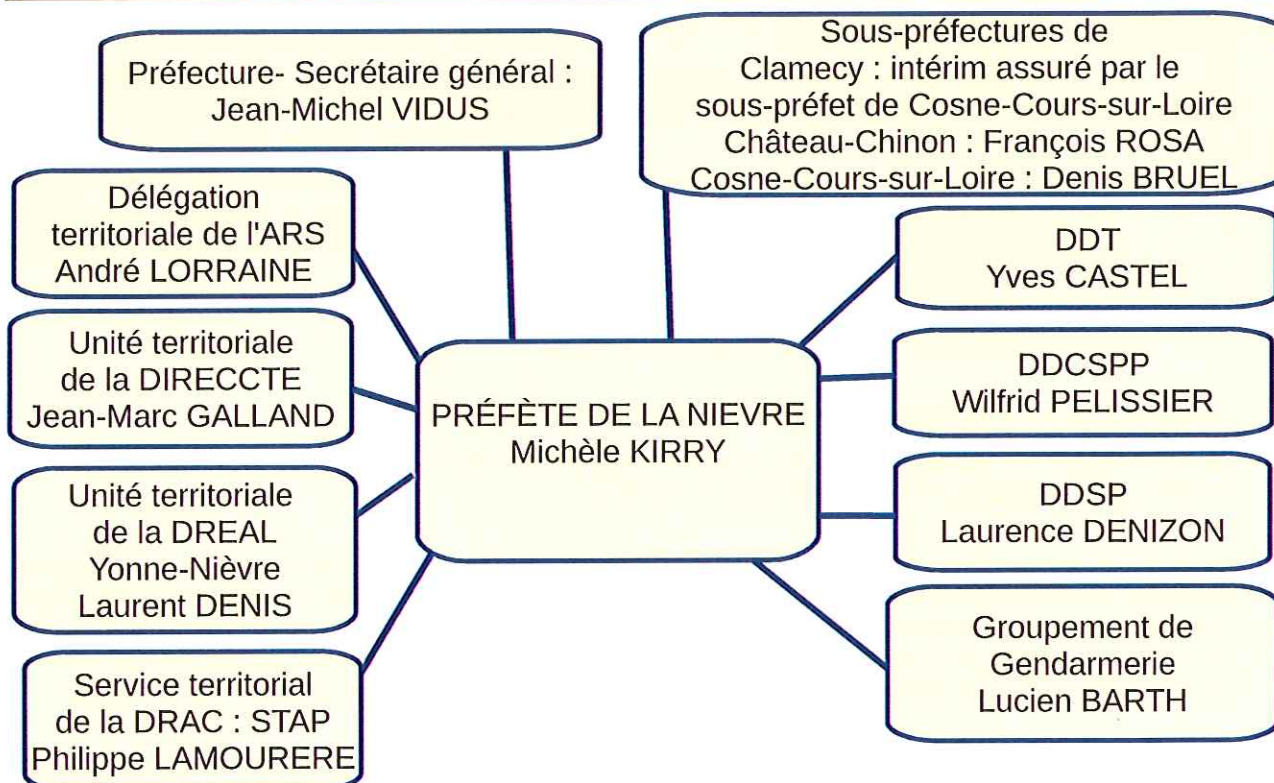 Préfecture- Secrétaire général :
Jean-Michel VIDUS
Sous-préfectures de
Clamecy : intérim assuré par le
sous-préfet de Cosne-Cours-sur-Loire
Château-Chinon : François ROSA
Cosne-Cours-sur-Loire : Denis BRUEL
Délégation
territoriale de l'ARS
André LORRAINE
Unité territoriale
de la DIRECCTE
Jean-Marc GALLAND
Unité territoriale
de la DREAL
Yonne-Nièvre
Laurent DENIS
Service territorial
de la DRAC : STAP
Philippe LAMOURERE
PRÉFÈTE DE LA NIEVRE
Michèle KIRRY
DDT
Yves CASTEL
DDCSPP
Wilfrid PELISSIER
DDSP
Laurence DENIZON
Groupement de
Gendarmerie
Lucien BARTH